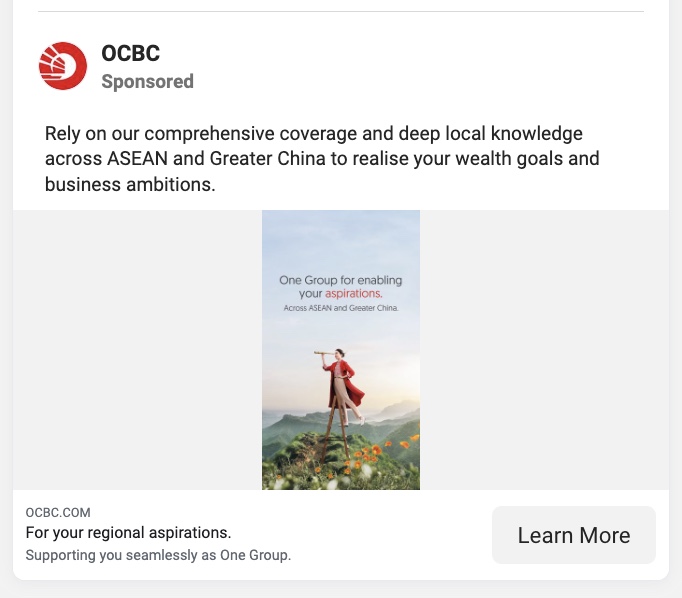 OCBC
Sponsored
Rely on our comprehensive coverage and deep local knowledge
across ASEAN and Greater China to realise your wealth goals and
business ambitions.
One Group for enabling
your aspirations.
Across ASEAN and Greater China.
OCBC.COM
For your regional aspirations.
Supporting you seamlessly as One Group.
Learn More